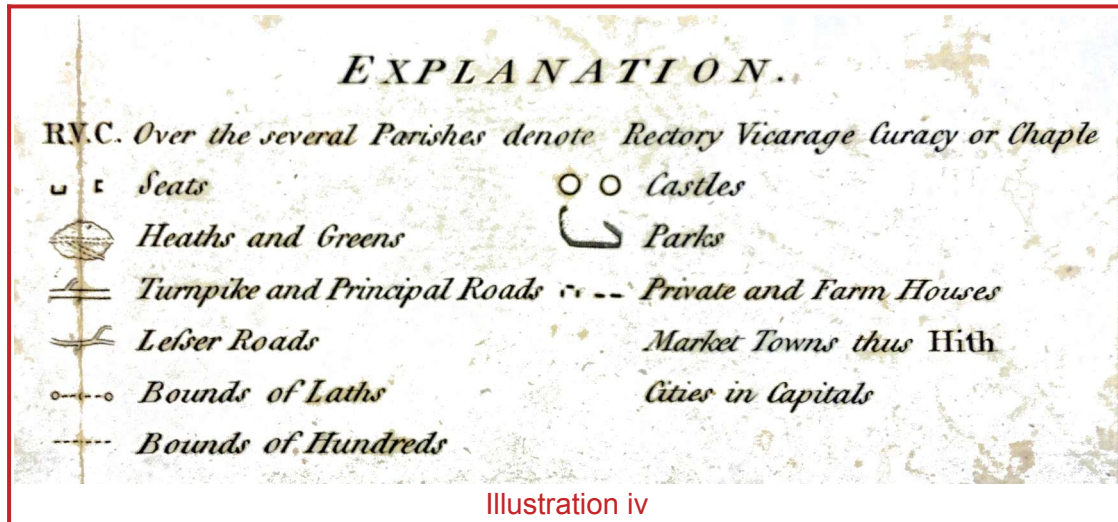 EXPLANATION.
R.V.C. Over the several Parishes denote Rectory Vicarage Curacy or Chaple
Seats
Castles
Heaths and Greens
Parks
Turnpike and Principal Roads
Private and Farm Houses
Leſser Roads
Market Towns thus Hith
Bounds of Laths
Cities in Capitals
Bounds of Hundreds
Illustration iv